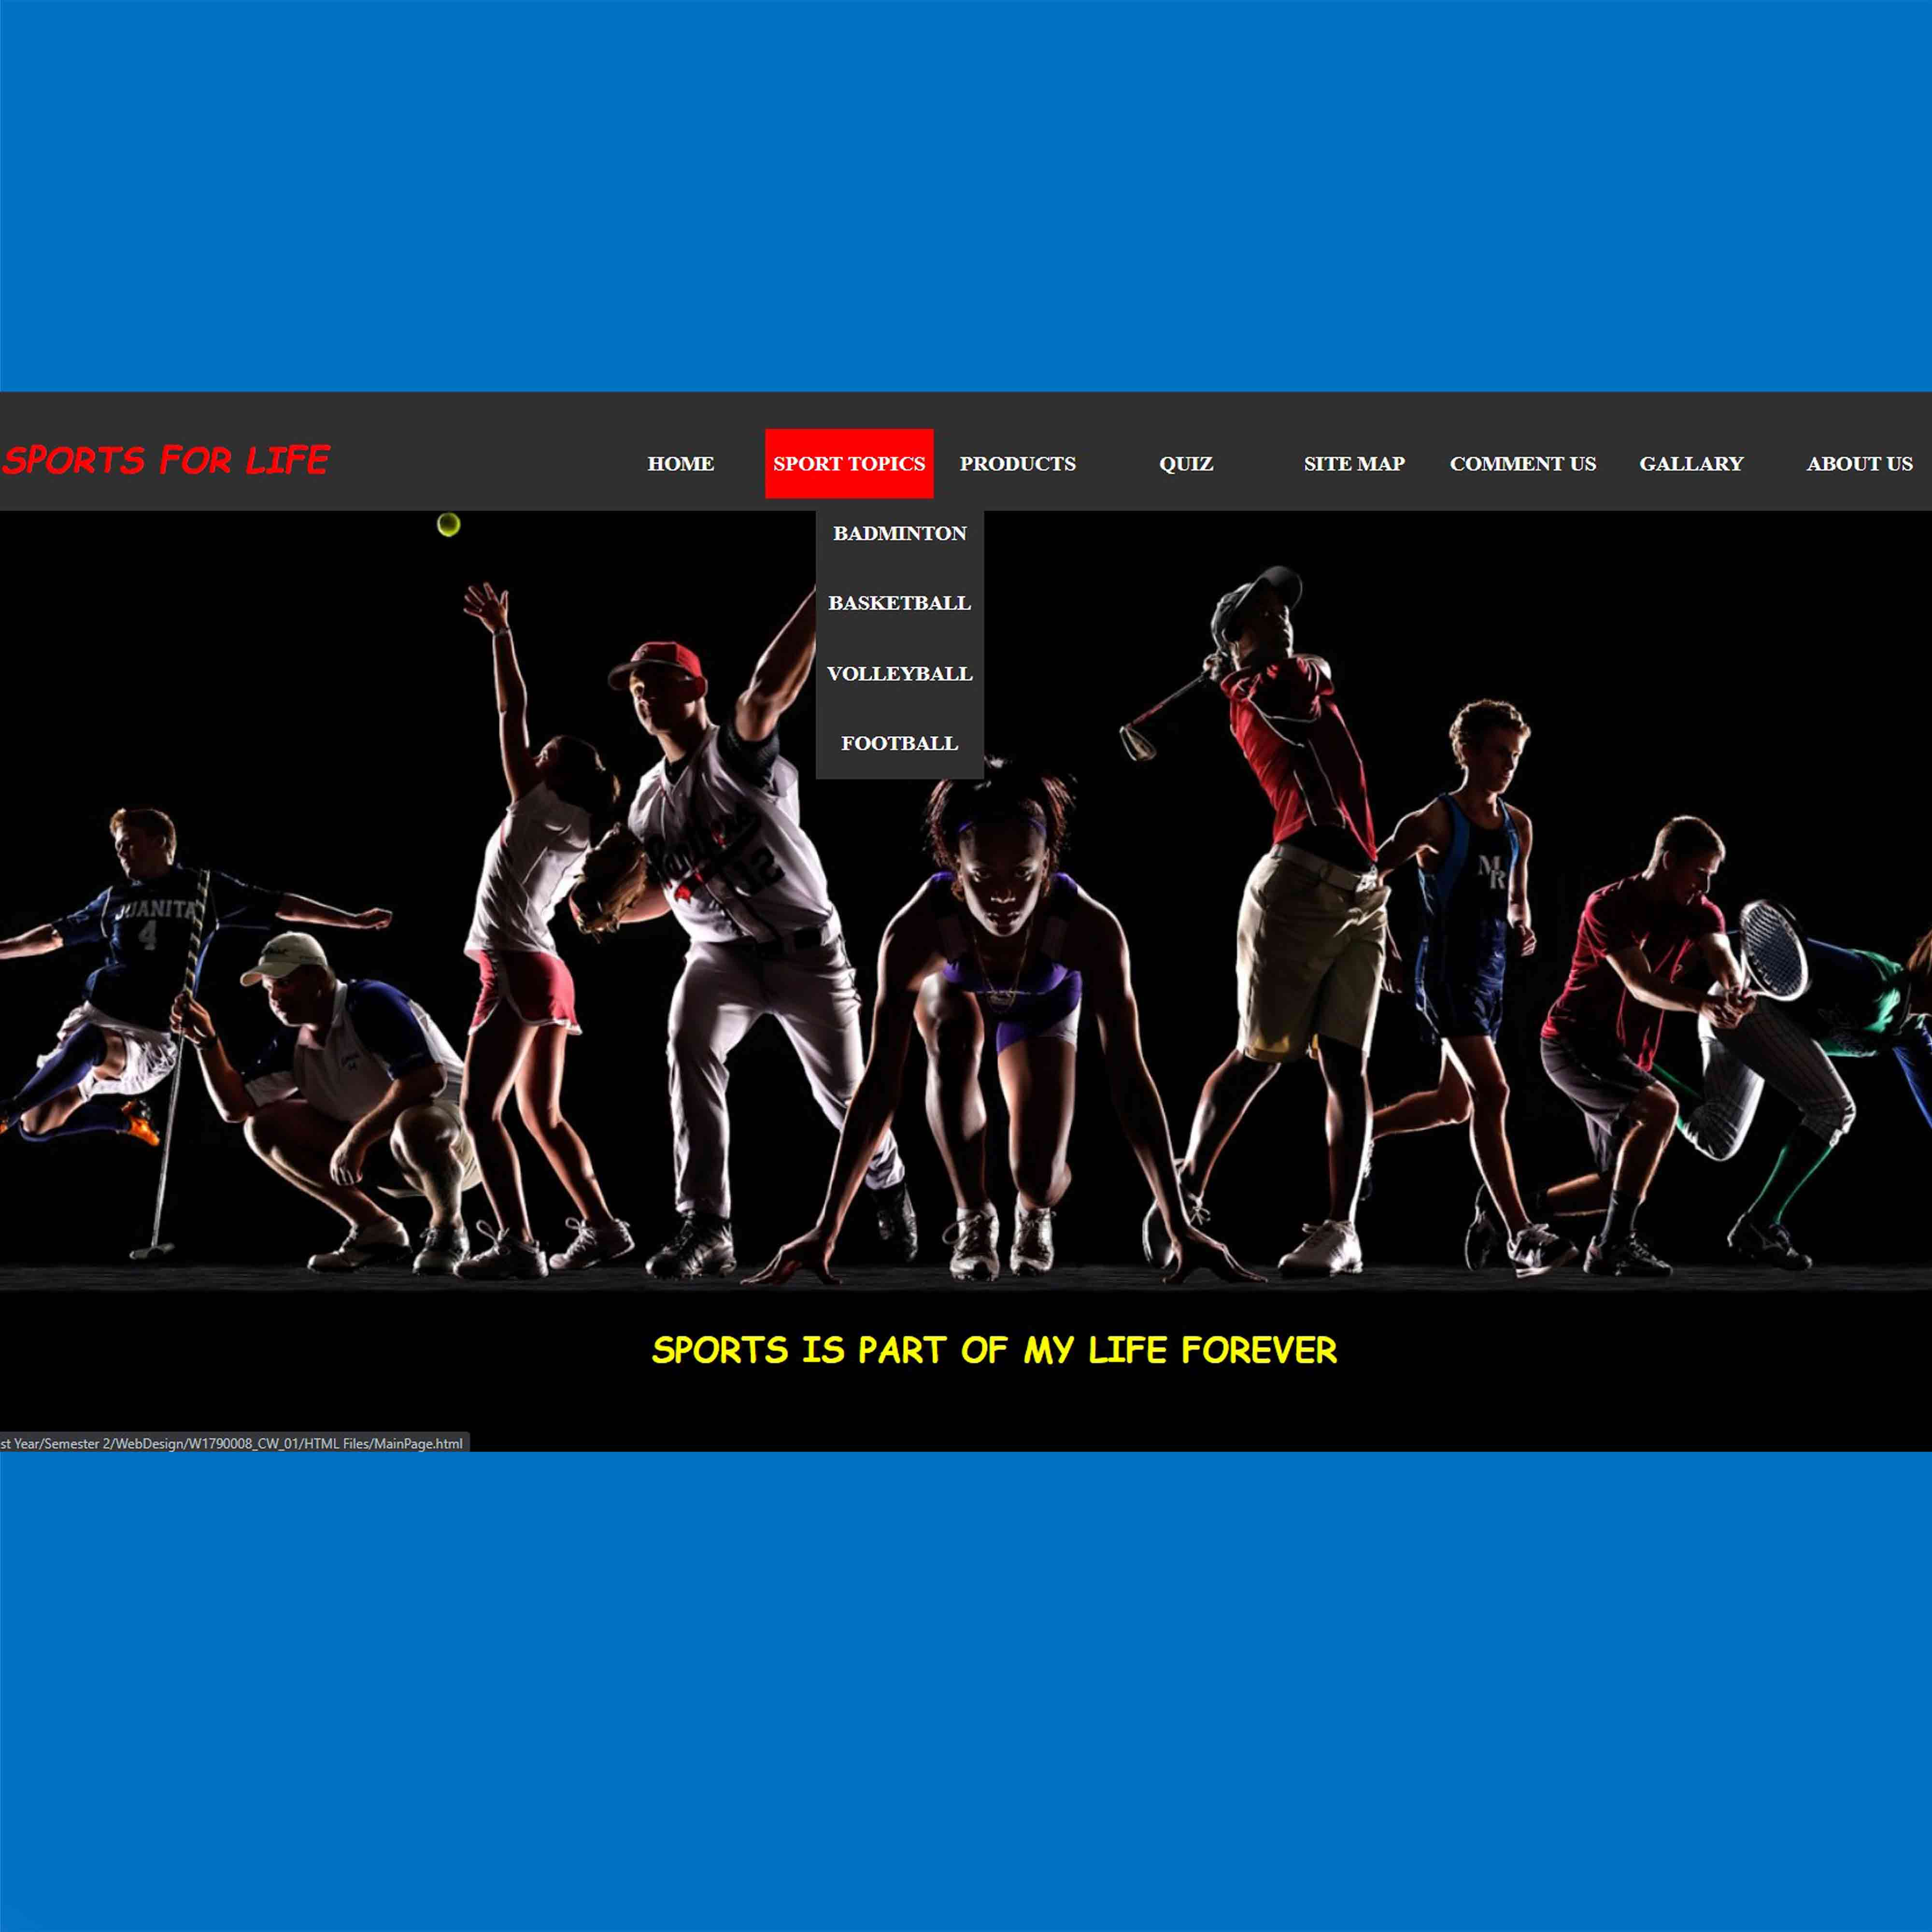 SPORTS FOR LIFE
HOME SPORT TOPICS PRODUCTS QUIZ SITE MAP COMMENT US GALLARY ABOUT US
BADMINTON
BASKETBALL
VOLLEYBALL
FOOTBALL
12
JUANITA
4
MR
SPORTS IS PART OF MY LIFE FOREVER
st Year/Semester 2/WebDesign/W1790008_CW_01/HTML Files/MainPage.html